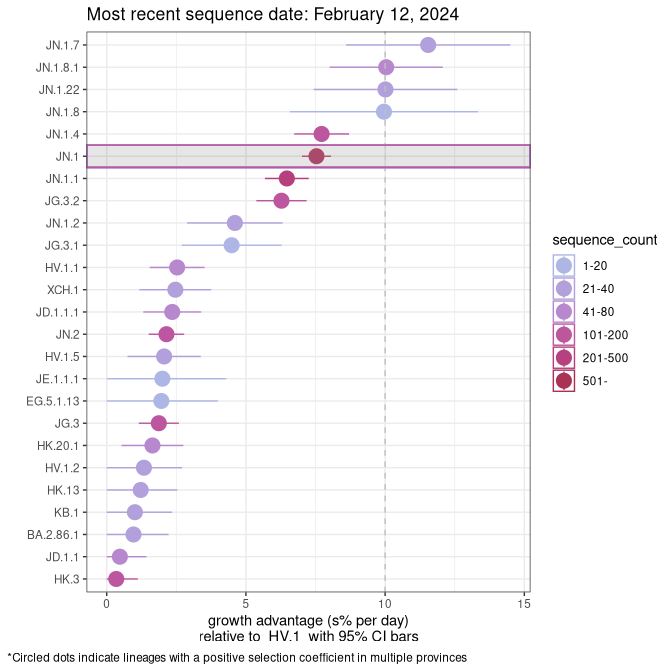 Most recent sequence date: February 12, 2024
JN.1.7
JN.1.8.1
JN.1.22
JN.1.8
JN.1.4
JN.1
JN.1.1
JG.3.2
JN.1.2
JG.3.1
HV.1.1
XCH.1
JD.1.1.1
JN.2
HV.1.5
JE.1.1.1
EG.5.1.13
JG.3
HK.20.1
HV.1.2
HK.13
KB.1
BA.2.86.1
JD.1.1
HK.3
0 5 10 15
growth advantage (s% per day)
relative to HV.1 with 95% CI bars
sequence_count
1-20
21-40
41-80
101-200
201-500
501-
*Circled dots indicate lineages with a positive selection coefficient in multiple provinces